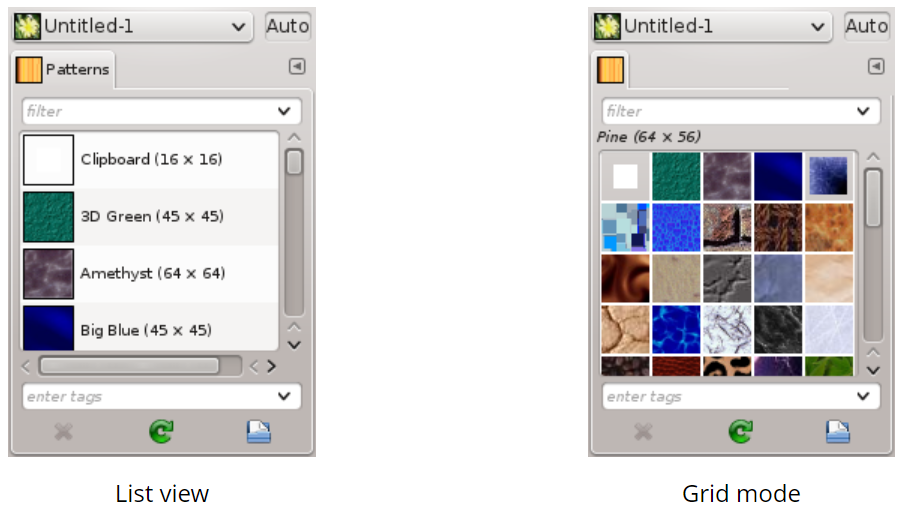 Untitled-1 Auto
Patterns
filter
Clipboard (16 × 16)
3D Green (45 × 45)
Amethyst (64 × 64)
Big Blue (45 × 45)
enter tags
List view
Untitled-1 Auto
filter
Pine (64 × 56)
enter tags
Grid mode